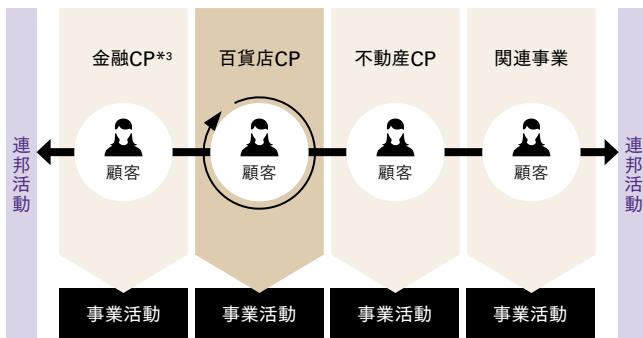 金融CP*3
百貨店CP
不動産CP
関連事業
連邦活動
顧客
顧客
顧客
顧客
連邦活動
事業活動
事業活動
事業活動
事業活動